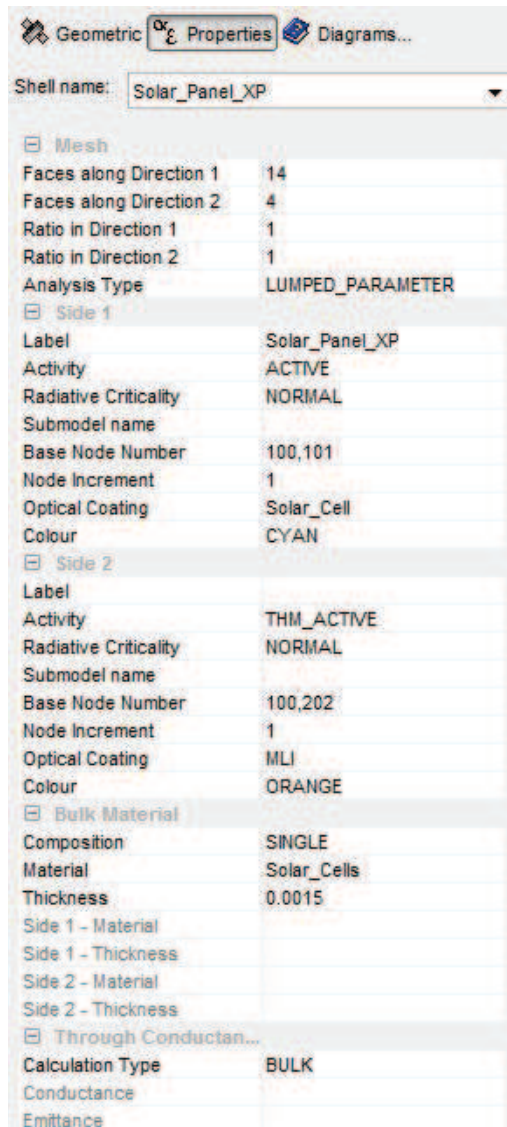 Geometric Properties Diagrams...
Shell name: Solar_Panel_XP
Mesh
Faces along Direction 1 14
Faces along Direction 2 4
Ratio in Direction 1 1
Ratio in Direction 2 1
Analysis Type LUMPED_PARAMETER
Side 1
Label Solar_Panel_XP
Activity ACTIVE
Radiative Criticality NORMAL
Submodel name
Base Node Number 100,101
Node Increment 1
Optical Coating Solar_Cell
Colour CYAN
Side 2
Label
Activity THM_ACTIVE
Radiative Criticality NORMAL
Submodel name
Base Node Number 100,202
Node Increment 1
Optical Coating MLI
Colour ORANGE
Bulk Material
Composition SINGLE
Material Solar_Cells
Thickness 0.0015
Side 1 - Material
Side 1 - Thickness
Side 2 - Material
Side 2 - Thickness
Through Conductan...
Calculation Type BULK
Conductance
Emittance